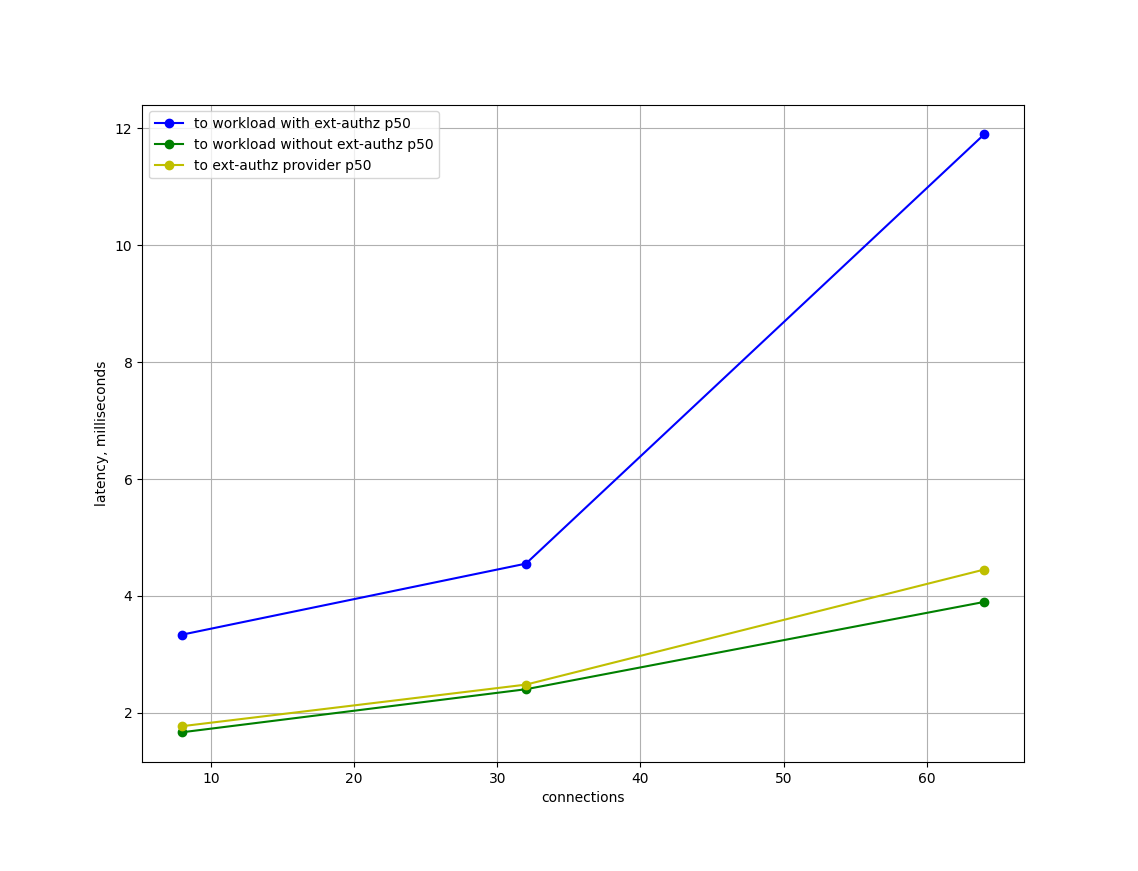 to workload with ext-authz p50
to workload without ext-authz p50
to ext-authz provider p50
12
10
8
6
4
2
latency, milliseconds
10 20 30 40 50 60
connections